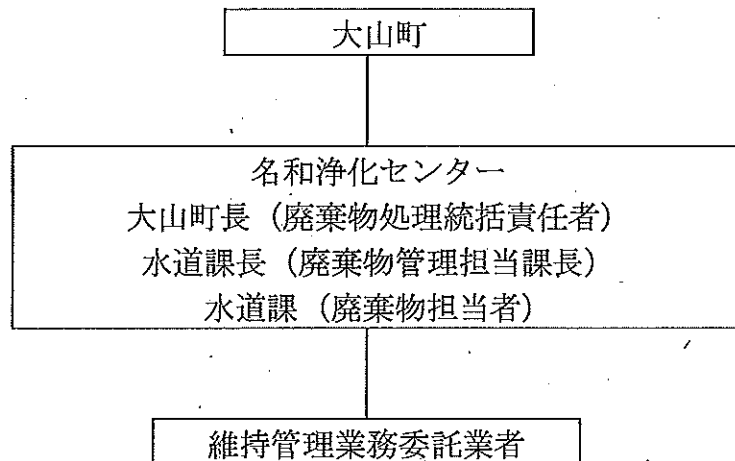 大山町
名和浄化センター
大山町長（廃棄物処理統括責任者）
水道課長（廃棄物管理担当課長）
水道課（廃棄物担当者）
維持管理業務委託業者